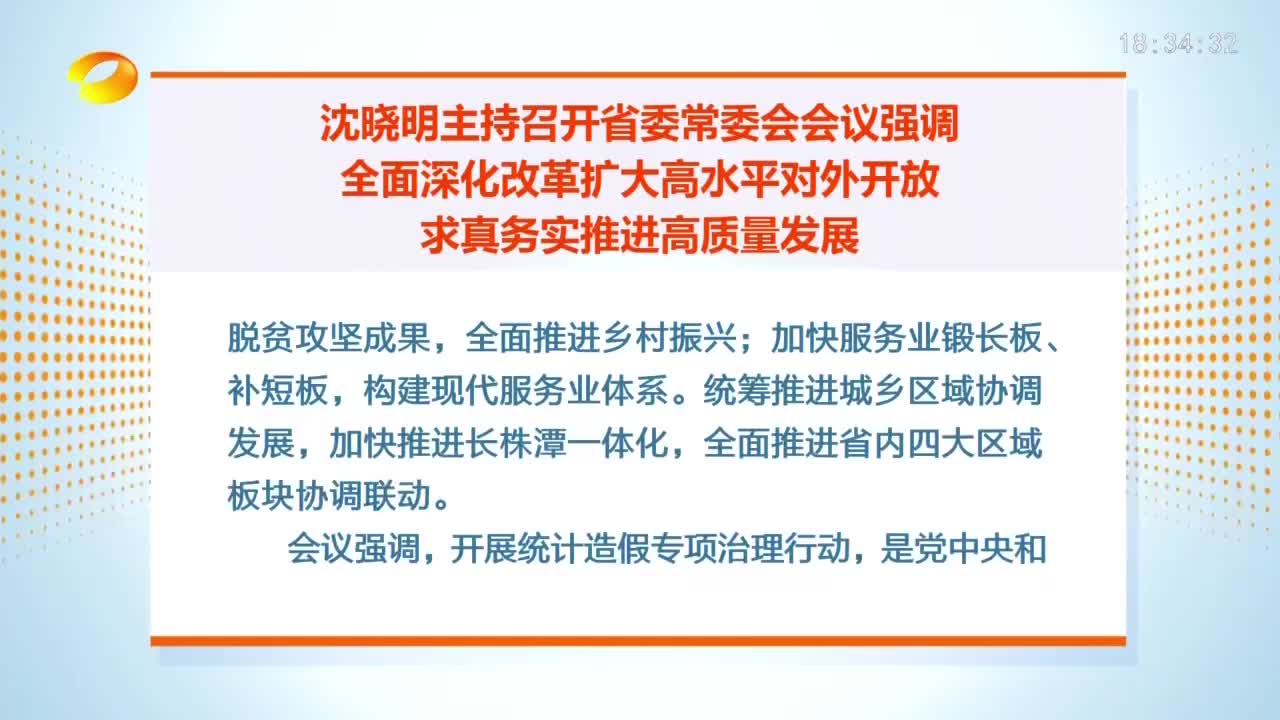 18:34:32
沈晓明主持召开省委常委会会议强调
全面深化改革扩大高水平对外开放
求真务实推进高质量发展
脱贫攻坚成果，全面推进乡村振兴；加快服务业锻长板、
补短板，构建现代服务业体系。统筹推进城乡区域协调
发展，加快推进长株潭一体化，全面推进省内四大区域
板块协调联动。
会议强调，开展统计造假专项治理行动，是党中央和